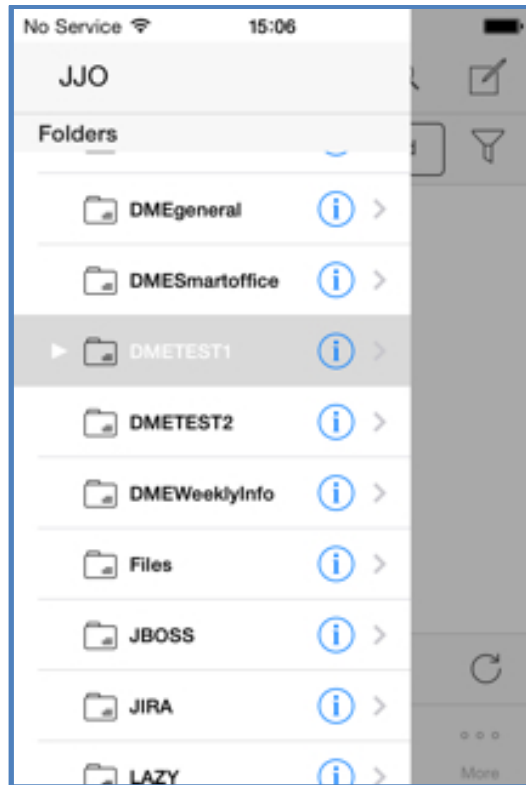 No Service 15:06
JJO
Folders
DMEgeneral
DMESmartoffice
DMETEST1
DMETEST2
DMEWeeklyInfo
Files
JBOSS
JIRA
LAZY
More